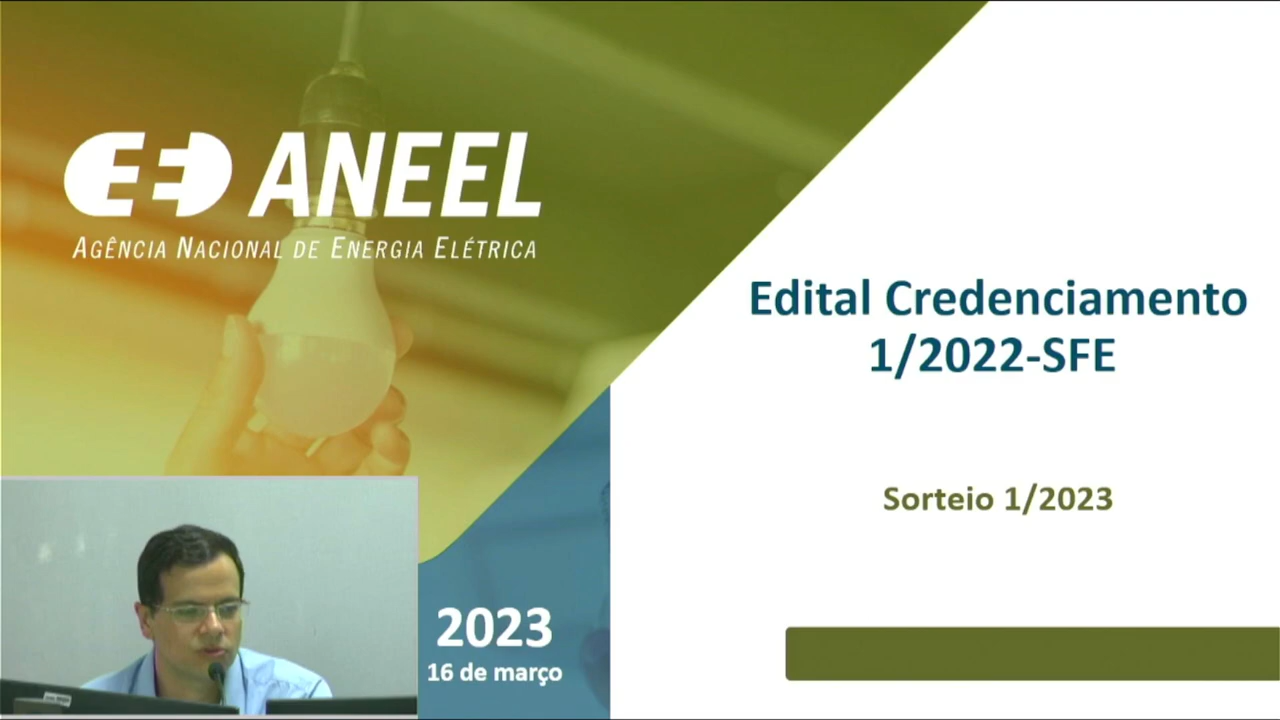 ANEEL
AGÊNCIA NACIONAL DE ENERGIA ELÉTRICA
Edital Credenciamento
1/2022-SFE
Sorteio 1/2023
2023
16 de março